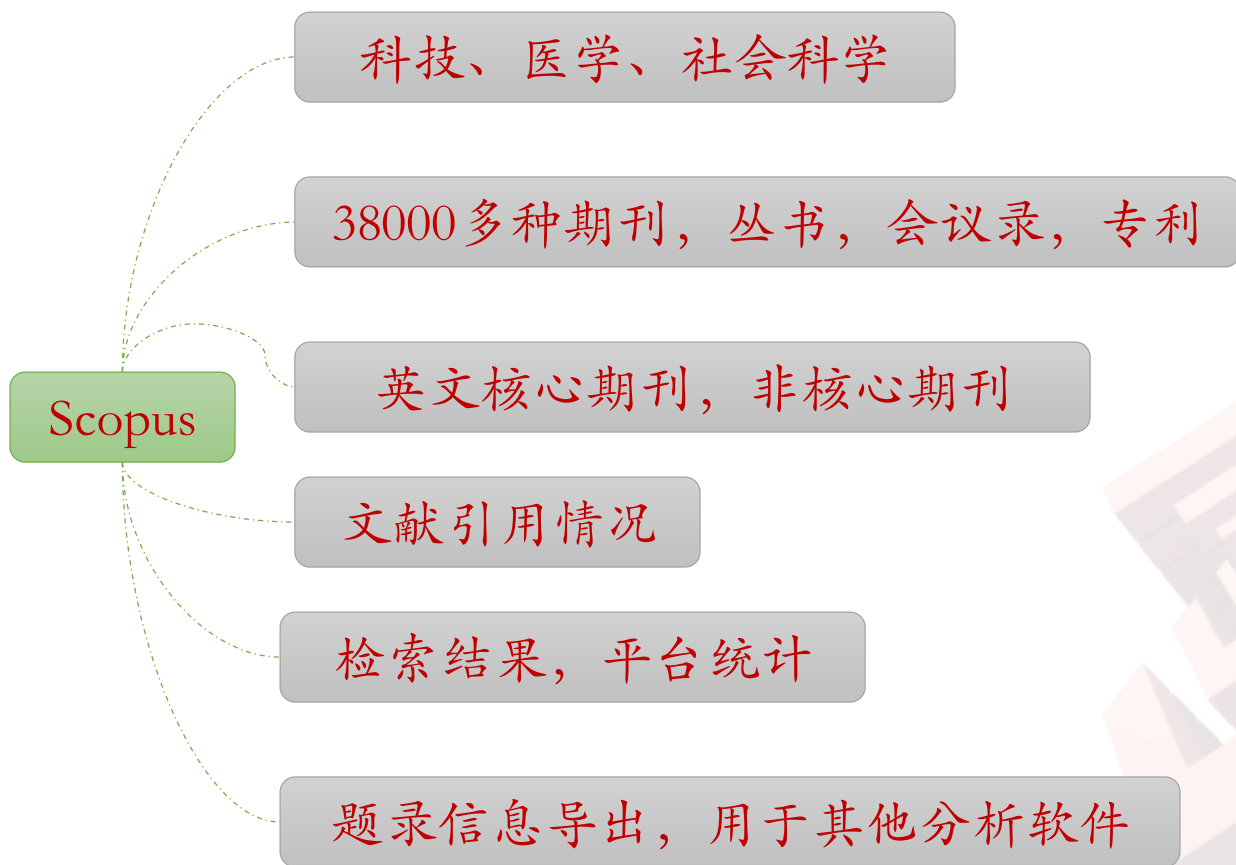 科技、医学、社会科学
38000多种期刊，丛书，会议录，专利
英文核心期刊，非核心期刊
Scopus
文献引用情况
检索结果，平台统计
题录信息导出，用于其他分析软件